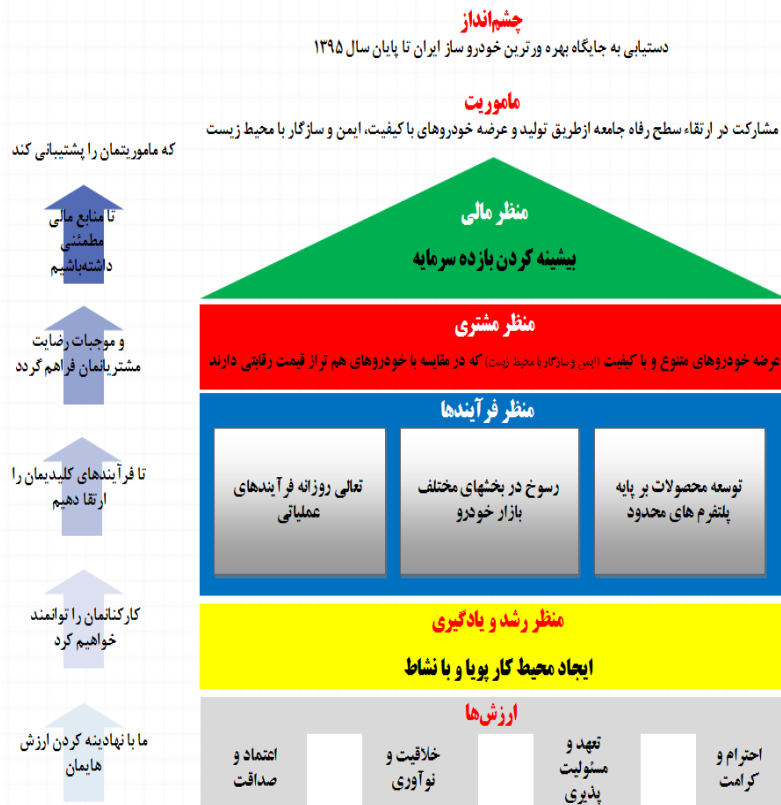 چشم‌انداز
دستیابی به جایگاه بهره ورترین خودرو ساز ایران تا پایان سال ۱۳۹۵
ماموریت
مشارکت در ارتقاء سطح رفاه جامعه ازطریق تولید و عرضه خودروهای با کیفیت، ایمن و سازگار با محیط زیست
منظر مالی
بیشینه کردن بازده سرمایه
منظر مشتری
عرضه خودروهای متنوع و با کیفیت (ایمن و سازگار با محیط زیست) که در مقایسه با خودروهای هم تراز قیمت رقابتی دارند
منظر فرآیندها
توسعه محصولات بر پایه
پلتفرم های محدود
رسوخ در بخشهای مختلف
بازار خودرو
تعالی روزانه فرآیندهای
عملیاتی
منظر رشد و یادگیری
ایجاد محیط کار پویا و با نشاط
ارزش‌ها
احترام و
کرامت
تعهد و
مسئولیت
پذیری
خلاقیت و
نوآوری
اعتماد و
صداقت
که ماموریتمان را پشتیبانی کند
تا منابع مالی
مطمئنی
داشته‌باشیم
و موجبات رضایت
مشتریانمان فراهم گردد
تا فرآیندهای کلیدیمان را
ارتقا دهیم
کارکنانمان را توانمند
خواهیم کرد
ما با نهادینه کردن ارزش
هایمان